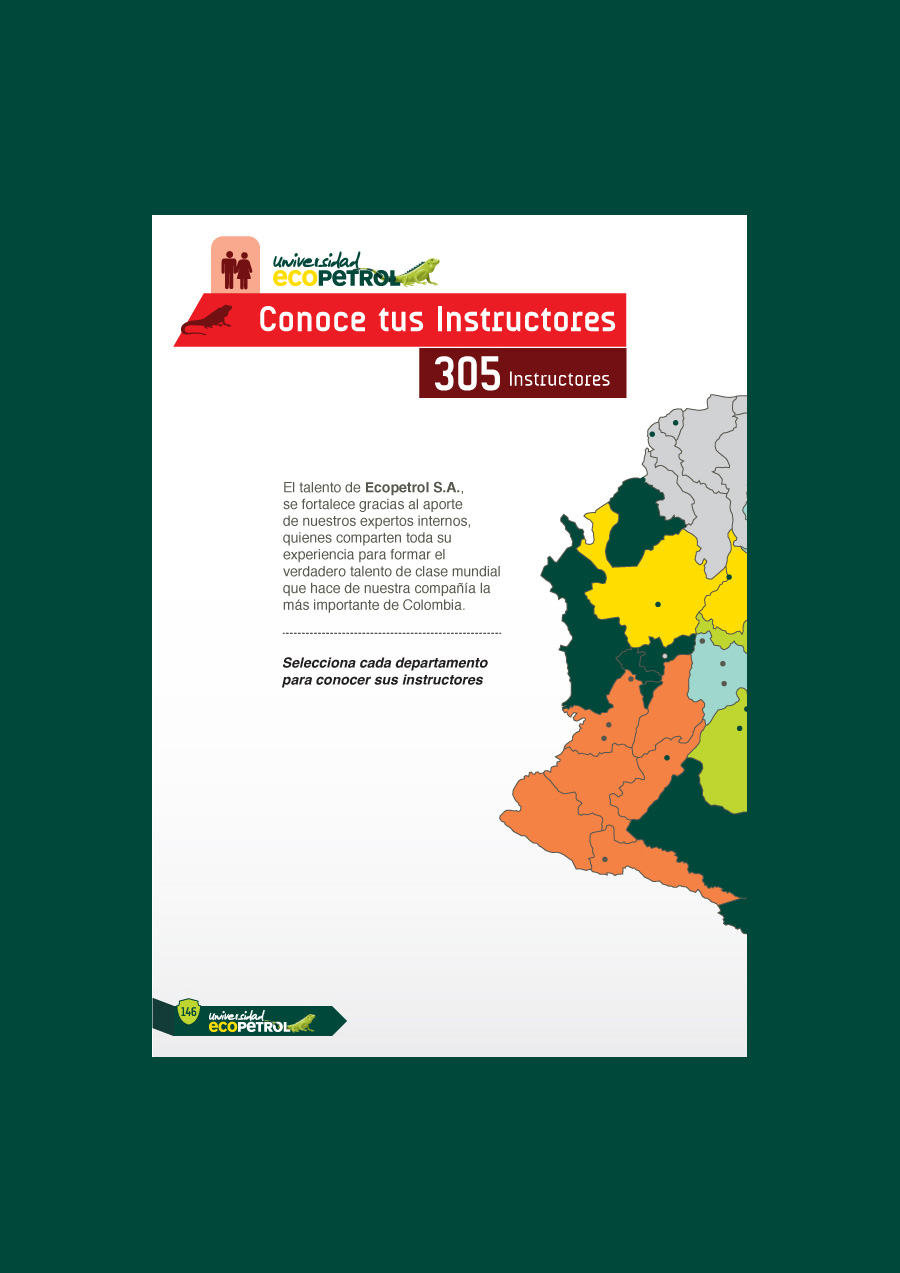 universidad
ecopetrol
Conoce tus Instructores
305 Instructores
El talento de Ecopetrol S.A.,
se fortalece gracias al aporte
de nuestros expertos internos,
quienes comparten toda su
experiencia para formar el
verdadero talento de clase mundial
que hace de nuestra compañía la
más importante de Colombia.
Selecciona cada departamento
para conocer sus instructores
146
universidad
ecopetrol